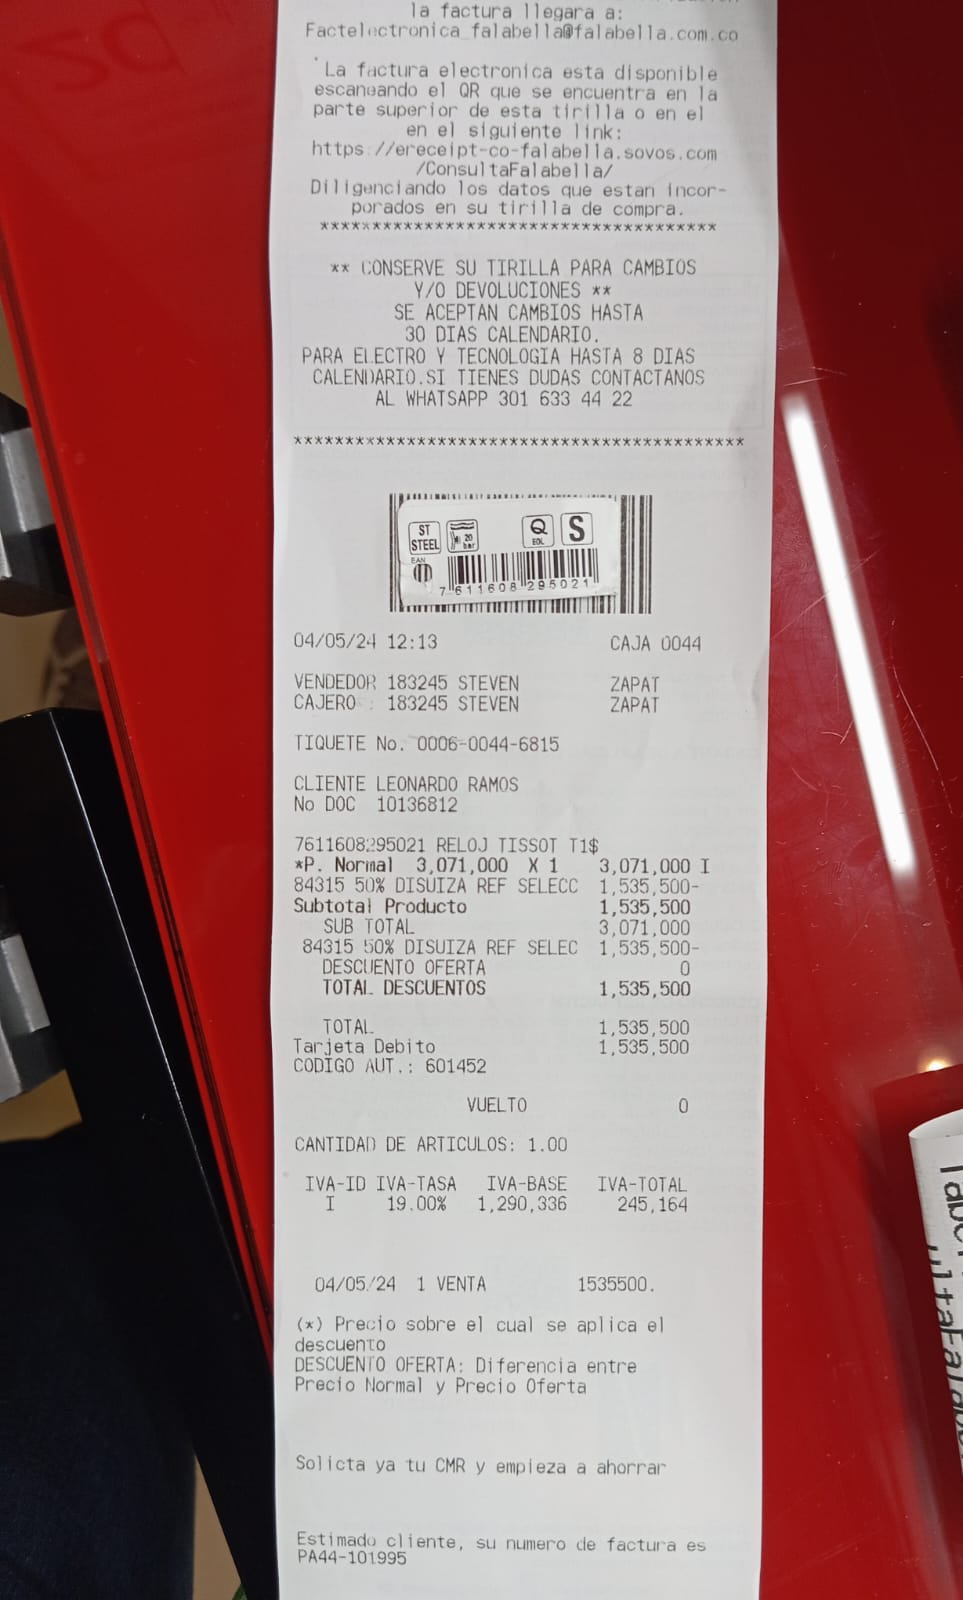 la factura llegara a:
Factelectronica_falabella@falabella.com.co
La factura electronica esta disponible
escaneando el QR que se encuentra en la
parte superior de esta tirilla o en el
en el siguiente link:
https://ereceipt-co-falabella.sovos.com
/ConsultaFalabella/
Diligenciando los datos que estan incor-
porados en su tirilla de compra.
**************************************
** CONSERVE SU TIRILLA PARA CAMBIOS
Y/O DEVOLUCIONES **
SE ACEPTAN CAMBIOS HASTA
30 DIAS CALENDARIO.
PARA ELECTRO Y TECNOLOGIA HASTA 8 DIAS
CALENDARIO.SI TIENES DUDAS CONTACTANOS
AL WHATSAPP 301 633 44 22
********************************************
ST STEEL 20 bar Q EOL S
EAN
7 611608 295021
04/05/24 12:13 CAJA 0044
VENDEDOR 183245 STEVEN ZAPAT
CAJERO : 183245 STEVEN ZAPAT
TIQUETE No. 0006-0044-6815
CLIENTE LEONARDO RAMOS
No DOC 10136812
7611608295021 RELOJ TISSOT T1$
*P. Normal 3,071,000 X 1 3,071,000 I
84315 50% DISUIZA REF SELECC 1,535,500-
Subtotal Producto 1,535,500
SUB TOTAL 3,071,000
84315 50% DISUIZA REF SELEC 1,535,500-
DESCUENTO OFERTA 0
TOTAL DESCUENTOS 1,535,500
TOTAL 1,535,500
Tarjeta Debito 1,535,500
CODIGO AUT.: 601452
VUELTO 0
CANTIDAD DE ARTICULOS: 1.00
IVA-ID IVA-TASA IVA-BASE IVA-TOTAL
I 19.00% 1,290,336 245,164
04/05/24 1 VENTA 1535500.
(*) Precio sobre el cual se aplica el
descuento
DESCUENTO OFERTA: Diferencia entre
Precio Normal y Precio Oferta
Solicta ya tu CMR y empieza a ahorrar
Estimado cliente, su numero de factura es
PA44-101995